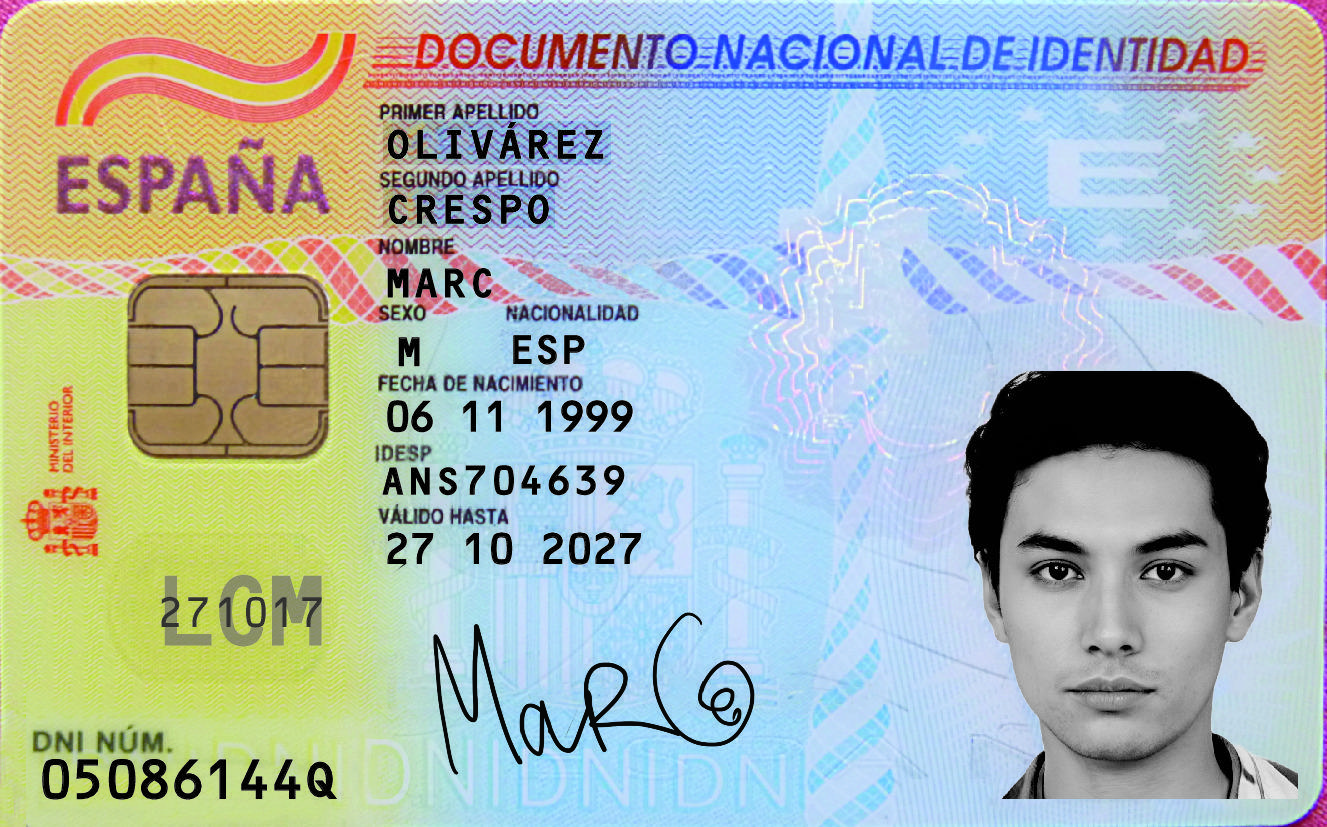 DOCUMENTO NACIONAL DE IDENTIDAD
ESPAÑA
PRIMER APELLIDO
OLIVÁREZ
SEGUNDO APELLIDO
CRESPO
NOMBRE
MARC
SEXO NACIONALIDAD
M ESP
FECHA DE NACIMIENTO
06 11 1999
IDESP
ANS704639
VÁLIDO HASTA
27 10 2027
MINISTERIO
DEL INTERIOR
E
LCM
271017
Marc
DNI NÚM.
05086144Q
DNIDNIDNIDNI